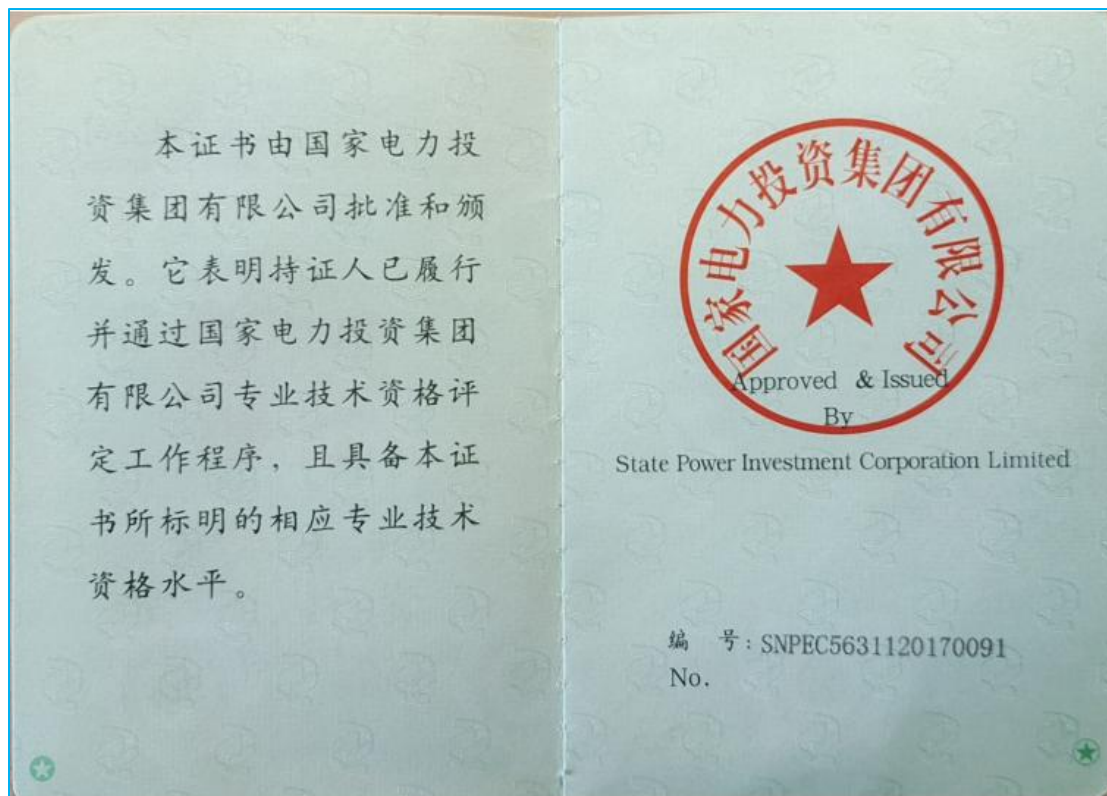 本证书由国家电力投
资集团有限公司批准和颁
发。它表明持证人已履行
并通过国家电力投资集团
有限公司专业技术资格评
定工作程序，且具备本证
书所标明的相应专业技术
资格水平。
国家电力投资集团有限公司
Approved & Issued
By
State Power Investment Corporation Limited
编 号：SNPEC5631120170091
No.